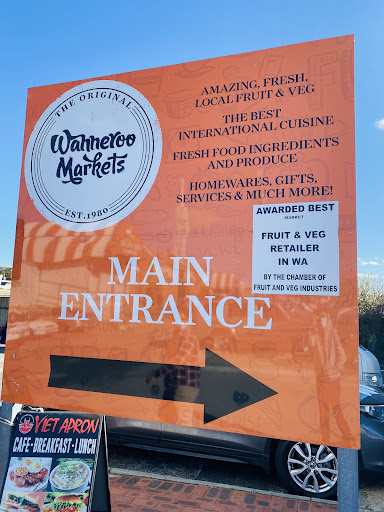 THE ORIGINAL
Wanneroo
Markets
EST.1980
AMAZING, FRESH,
LOCAL FRUIT & VEG
THE BEST
INTERNATIONAL CUISINE
FRESH FOOD INGREDIENTS
AND PRODUCE
HOMEWARES, GIFTS,
SERVICES & MUCH MORE!
AWARDED BEST
MARKET
FRUIT & VEG
RETAILER
IN WA
BY THE CHAMBER OF
FRUIT AND VEG INDUSTRIES
MAIN
ENTRANCE
VIET APRON
CAFE-BREAKFAST-LUNCH